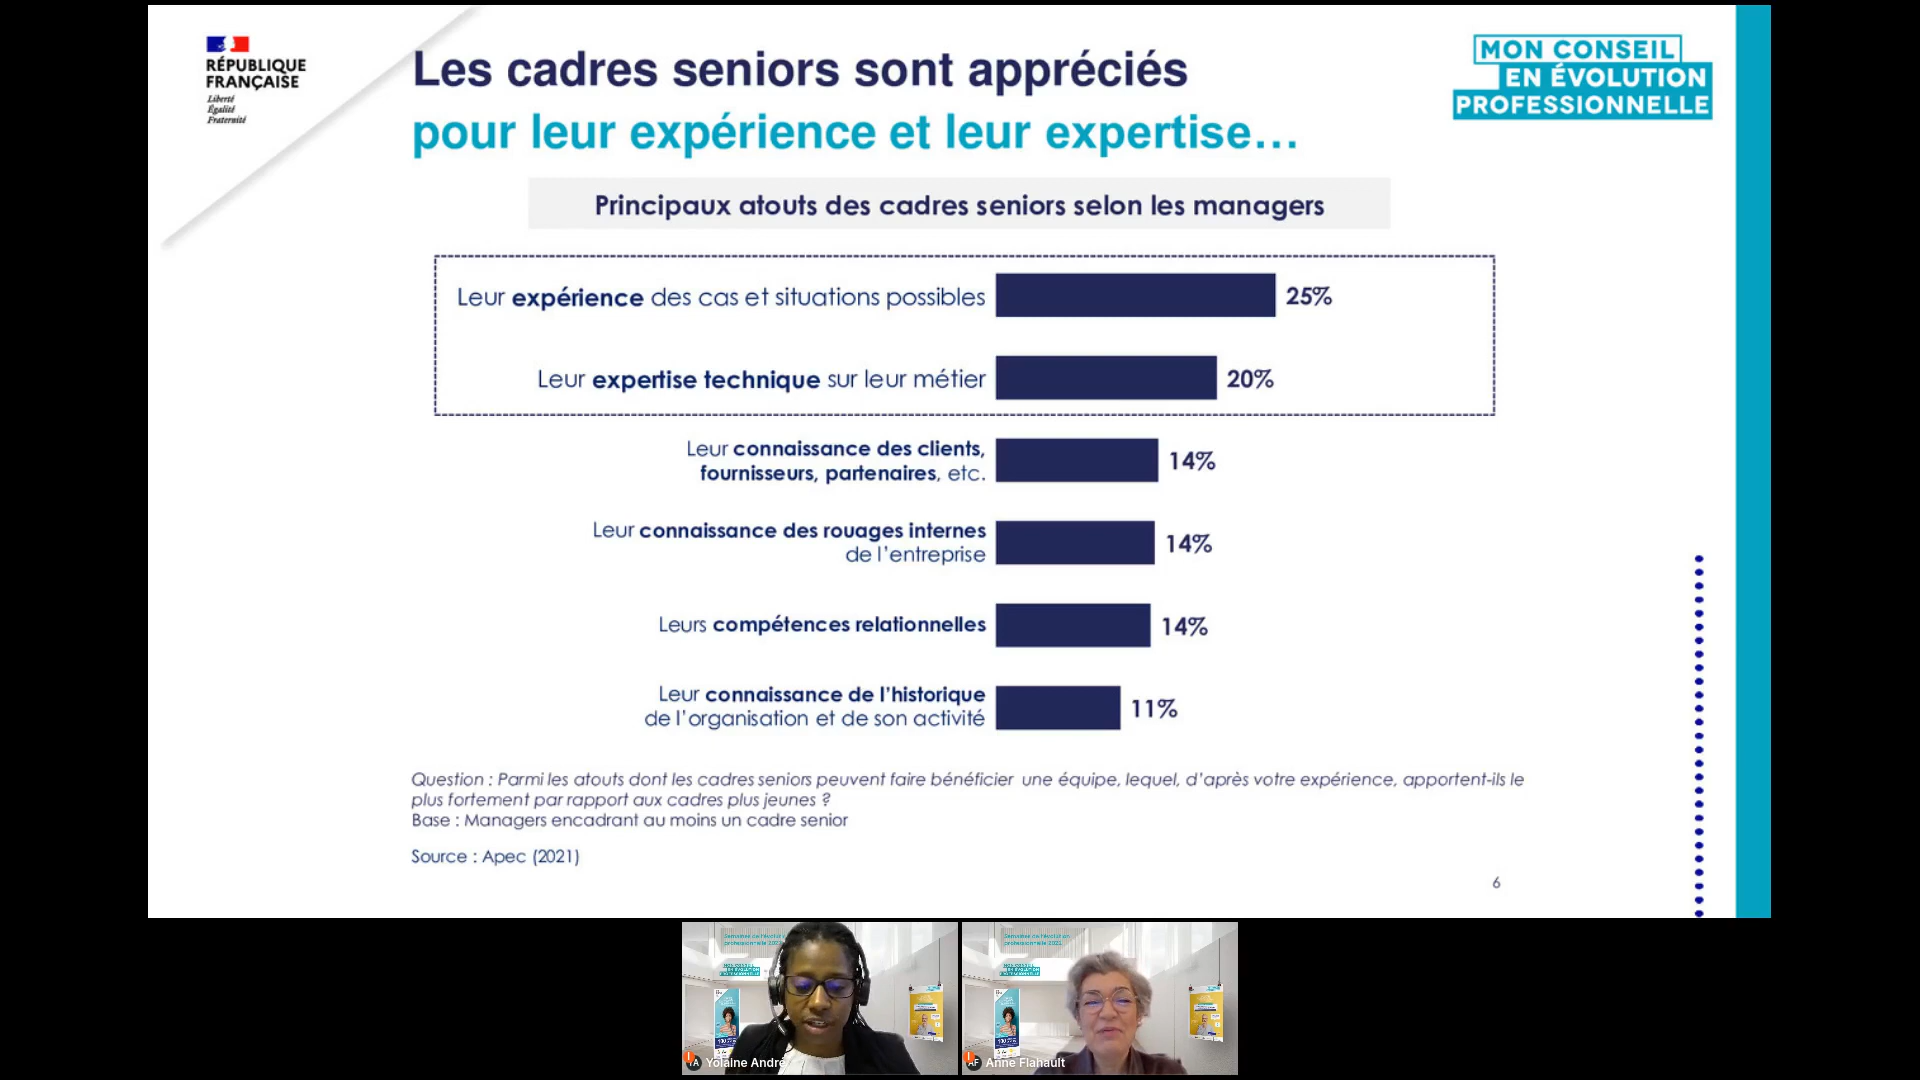 RÉPUBLIQUE
FRANÇAISE
Liberté
Égalité
Fraternité
Les cadres seniors sont appréciés
pour leur expérience et leur expertise…
MON CONSEIL
EN ÉVOLUTION
PROFESSIONNELLE
Principaux atouts des cadres seniors selon les managers
Leur expérience des cas et situations possibles 25%
Leur expertise technique sur leur métier 20%
Leur connaissance des clients,
fournisseurs, partenaires, etc. 14%
Leur connaissance des rouages internes
de l'entreprise 14%
Leurs compétences relationnelles 14%
Leur connaissance de l'historique
de l'organisation et de son activité 11%
Question : Parmi les atouts dont les cadres seniors peuvent faire bénéficier une équipe, lequel, d'après votre expérience, apportent-ils le
plus fortement par rapport aux cadres plus jeunes ?
Base : Managers encadrant au moins un cadre senior
Source : Apec (2021)
6
Yolaine André
AF Anne Flahault